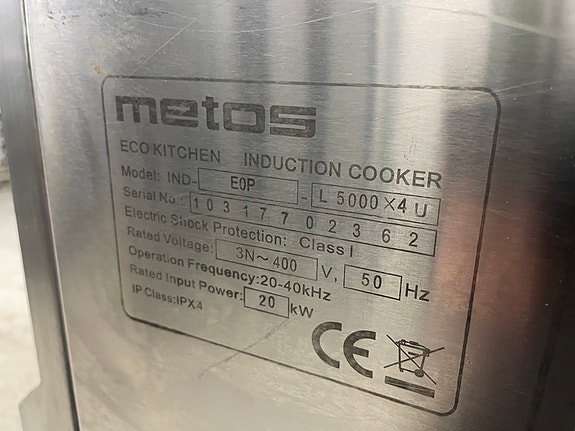 metos
ECO KITCHEN INDUCTION COOKER
Model: IND- E0P - L 5000 X4 U
Serial No.: 1 0 3 1 7 7 0 2 3 6 2
Electric Shock Protection: Class I
Rated Voltage: 3N~400 V, 50 Hz
Operation Frequency:20-40kHz
Rated Input Power: 20 kW
IP Class:IPX4
CE